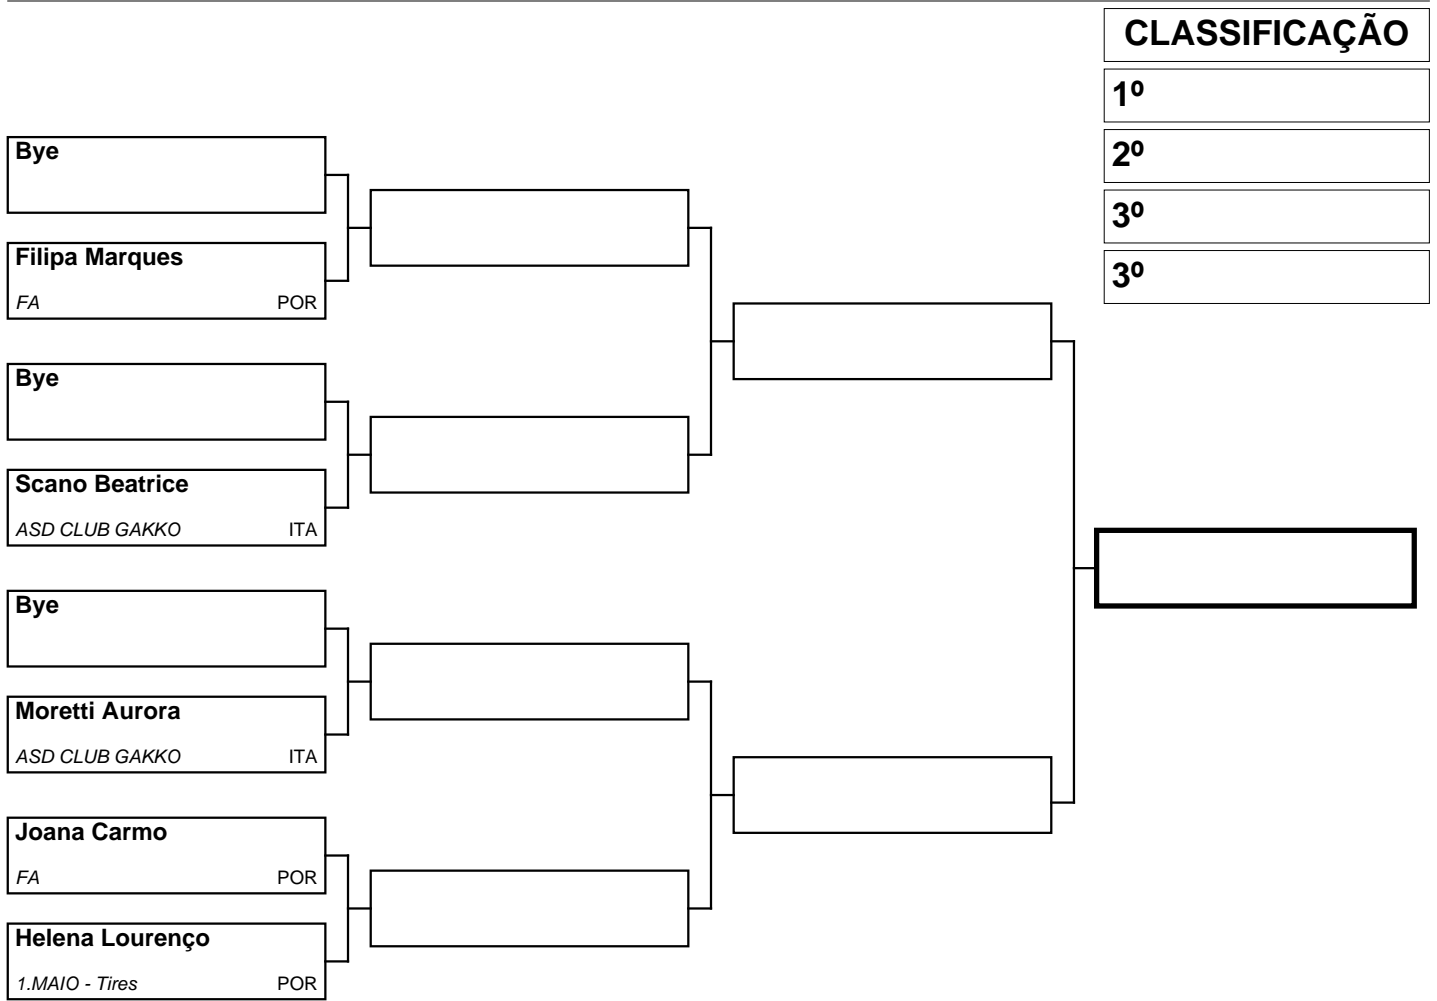 CLASSIFICAÇÃO
1º
2º
3º
3º
Bye
Filipa Marques
FA POR
Bye
Scano Beatrice
ASD CLUB GAKKO ITA
Bye
Moretti Aurora
ASD CLUB GAKKO ITA
Joana Carmo
FA POR
Helena Lourenço
1.MAIO - Tires POR